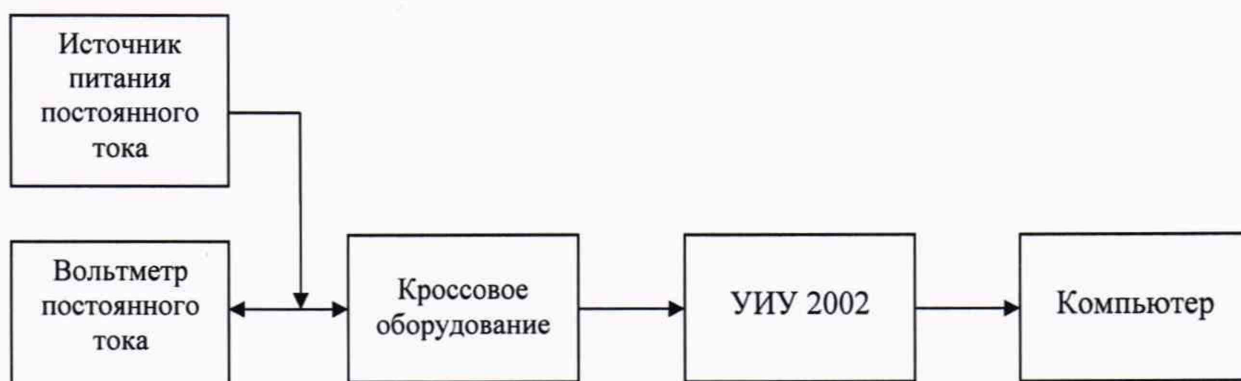 Источник
питания
постоянного
тока
Вольтметр
постоянного
тока
Кроссовое
оборудование
УИУ 2002
Компьютер